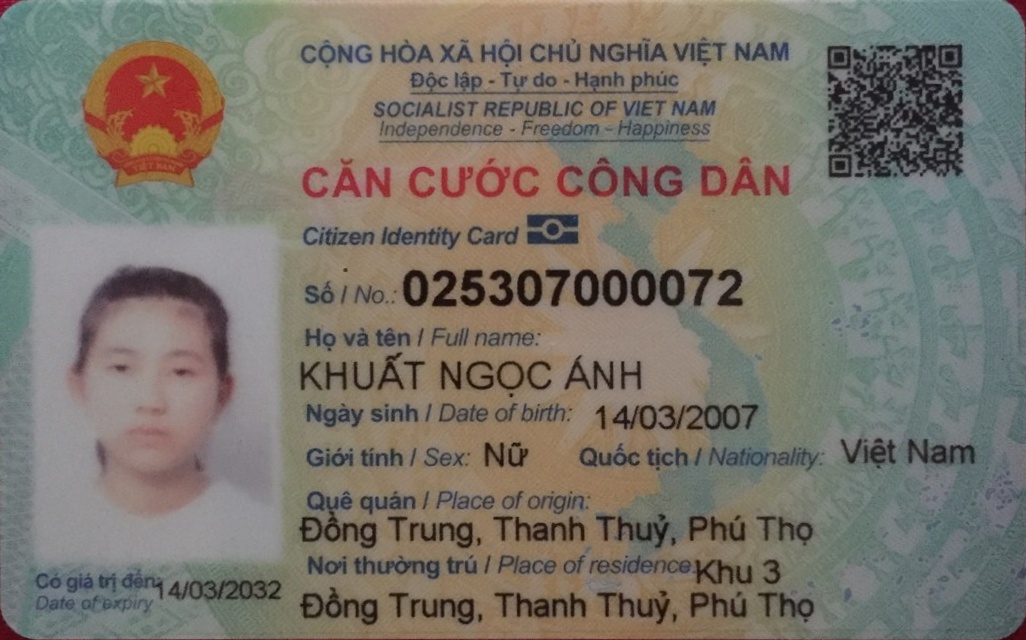 CỘNG HÒA XÃ HỘI CHỦ NGHĨA VIỆT NAM
Độc lập - Tự do - Hạnh phúc
SOCIALIST REPUBLIC OF VIET NAM
Independence - Freedom - Happiness
CĂN CƯỚC CÔNG DÂN
Citizen Identity Card
Số / No.: 025307000072
Họ và tên / Full name:
KHUẤT NGỌC ÁNH
Ngày sinh / Date of birth: 14/03/2007
Giới tính / Sex: Nữ Quốc tịch / Nationality: Việt Nam
Quê quán / Place of origin:
Đồng Trung, Thanh Thuỷ, Phú Thọ
Nơi thường trú / Place of residence: Khu 3
Đồng Trung, Thanh Thuỷ, Phú Thọ
Có giá trị đến: 14/03/2032
Date of expiry